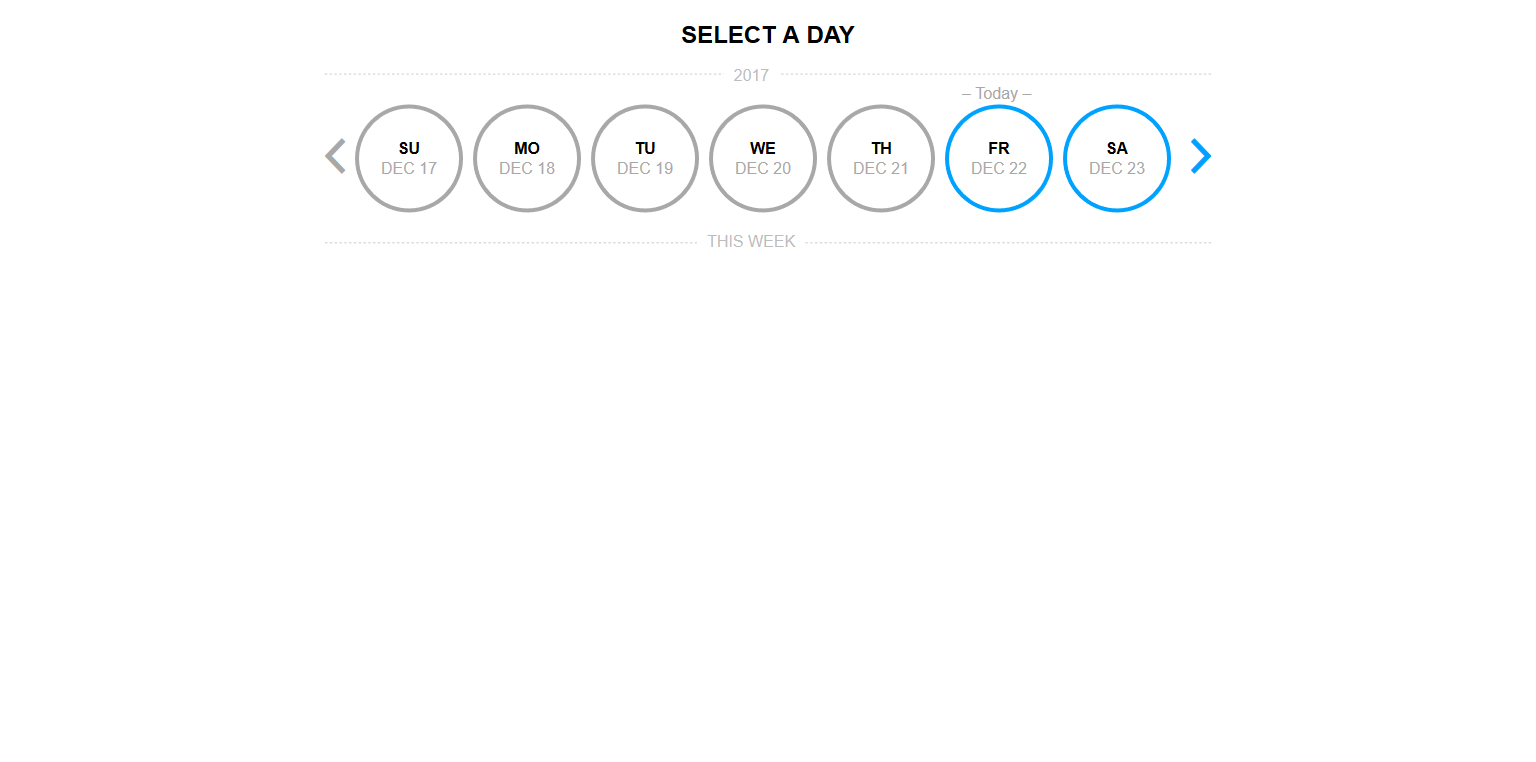 SELECT A DAY
2017
– Today –
SU MO TU WE TH FR SA
DEC 17 DEC 18 DEC 19 DEC 20 DEC 21 DEC 22 DEC 23
THIS WEEK